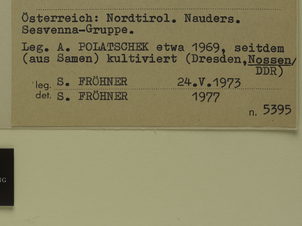 Österreich: Nordtirol. Nauders.
Sesvenna-Gruppe.
Leg. A. POLATSCHEK etwa 1969, seitdem
(aus Samen) kultiviert (Dresden, Nossen/
DDR)
leg. S. FRÖHNER 24.V.1973
det. S. FRÖHNER 1977
n. 5395